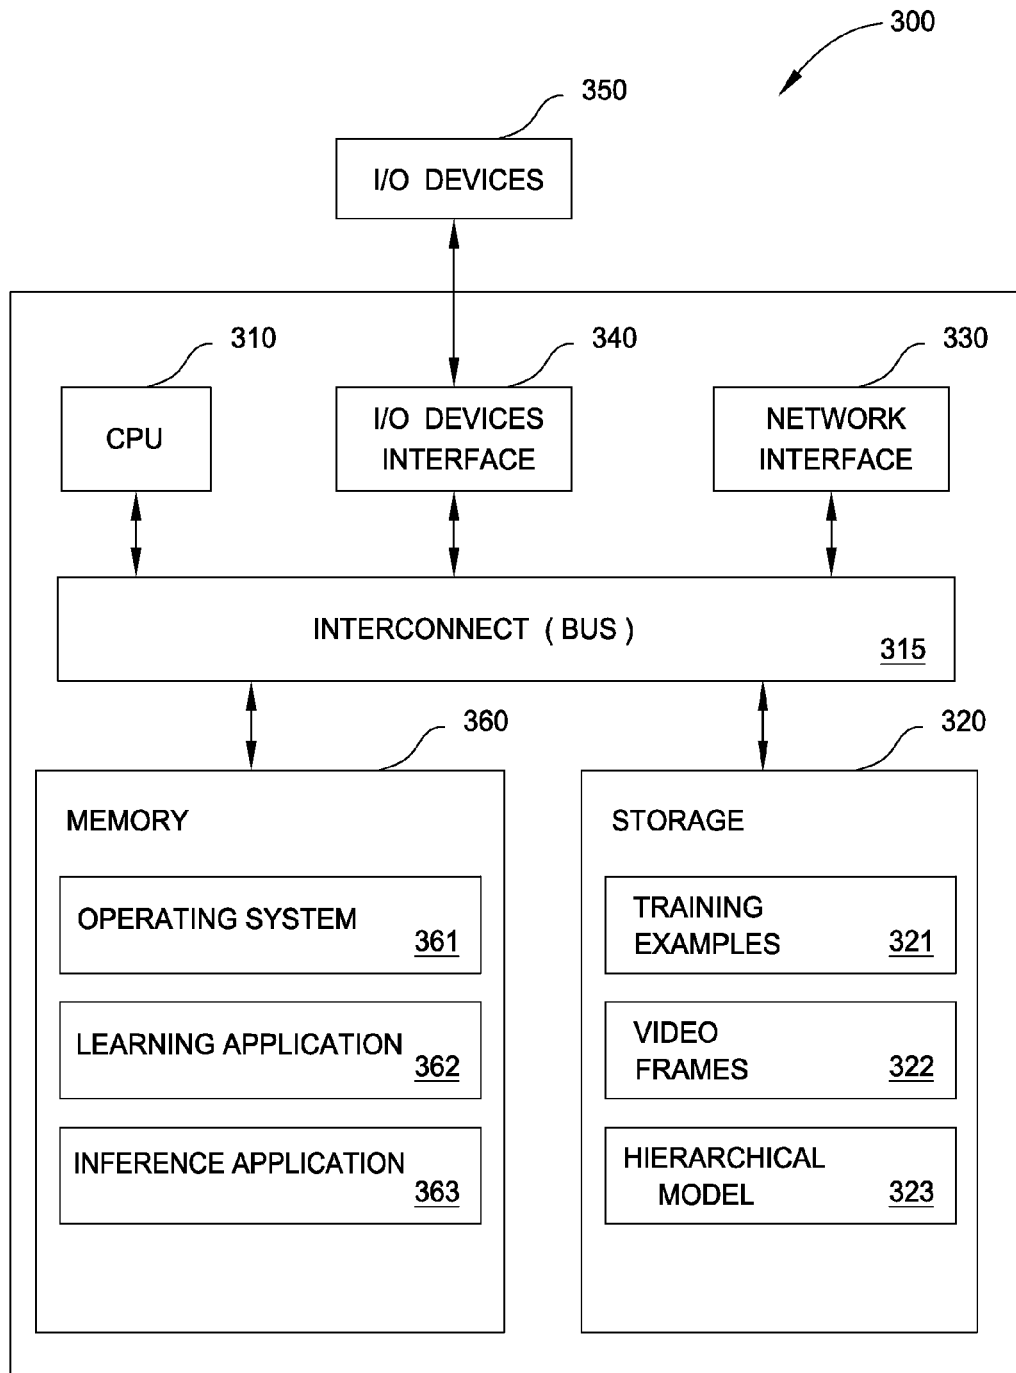 300
350
I/O DEVICES
310
340
330
CPU
I/O DEVICES
INTERFACE
NETWORK
INTERFACE
INTERCONNECT ( BUS )
315
360
320
MEMORY
OPERATING SYSTEM
361
LEARNING APPLICATION
362
INFERENCE APPLICATION
363
STORAGE
TRAINING
EXAMPLES
321
VIDEO
FRAMES
322
HIERARCHICAL
MODEL
323